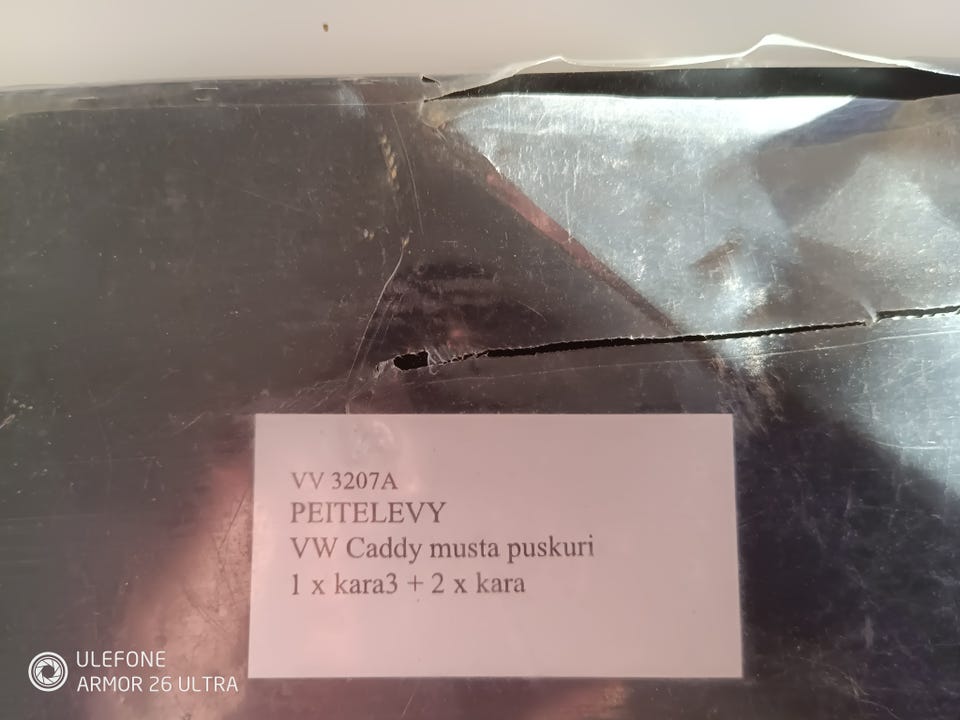 VV 3207A
PEITELEVY
VW Caddy musta puskuri
1 x kara3 + 2 x kara
ULEFONE
ARMOR 26 ULTRA